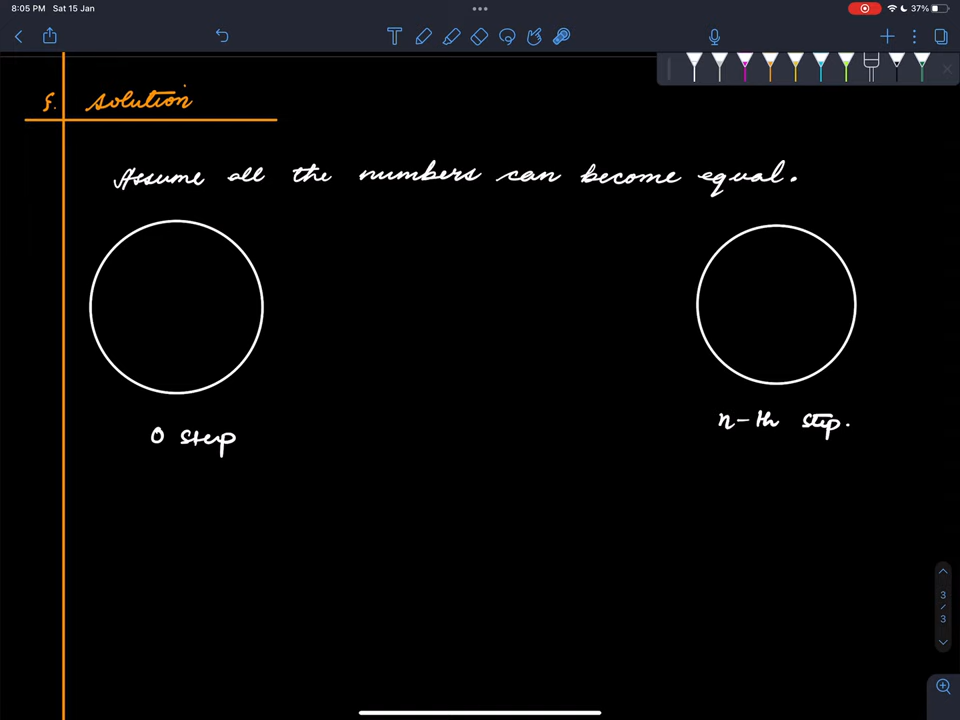 8:05 PM Sat 15 Jan
37%
T
5. Solution
Assume all the numbers can become equal.
0 step
n-th step.
3
/
3